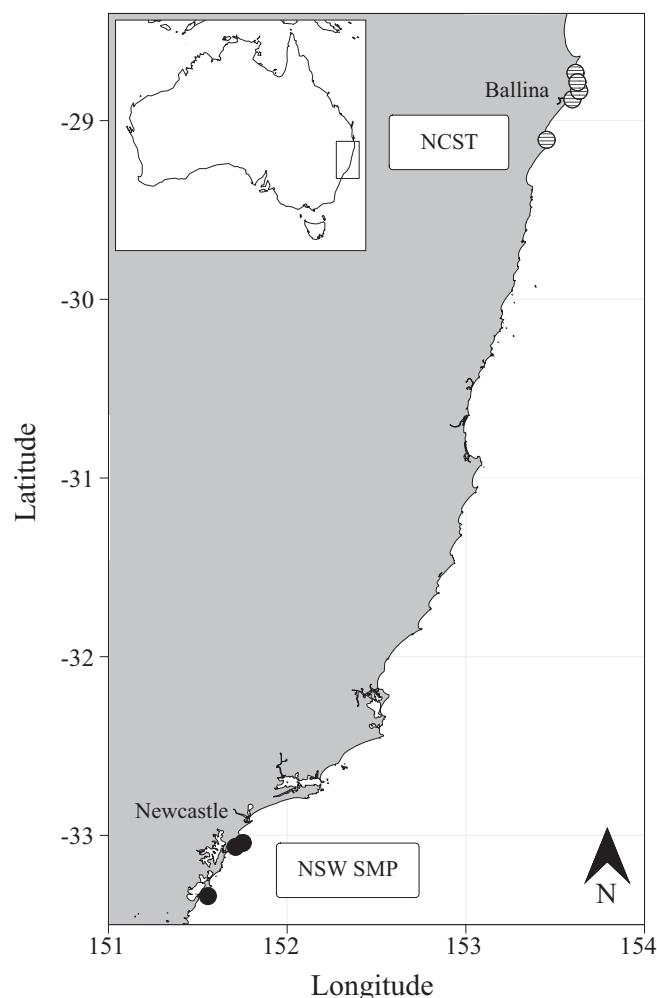 Ballina
-29
NCST
-30
Latitude
-31
-32
Newcastle
-33
NSW SMP
N
151
152
153
154
Longitude